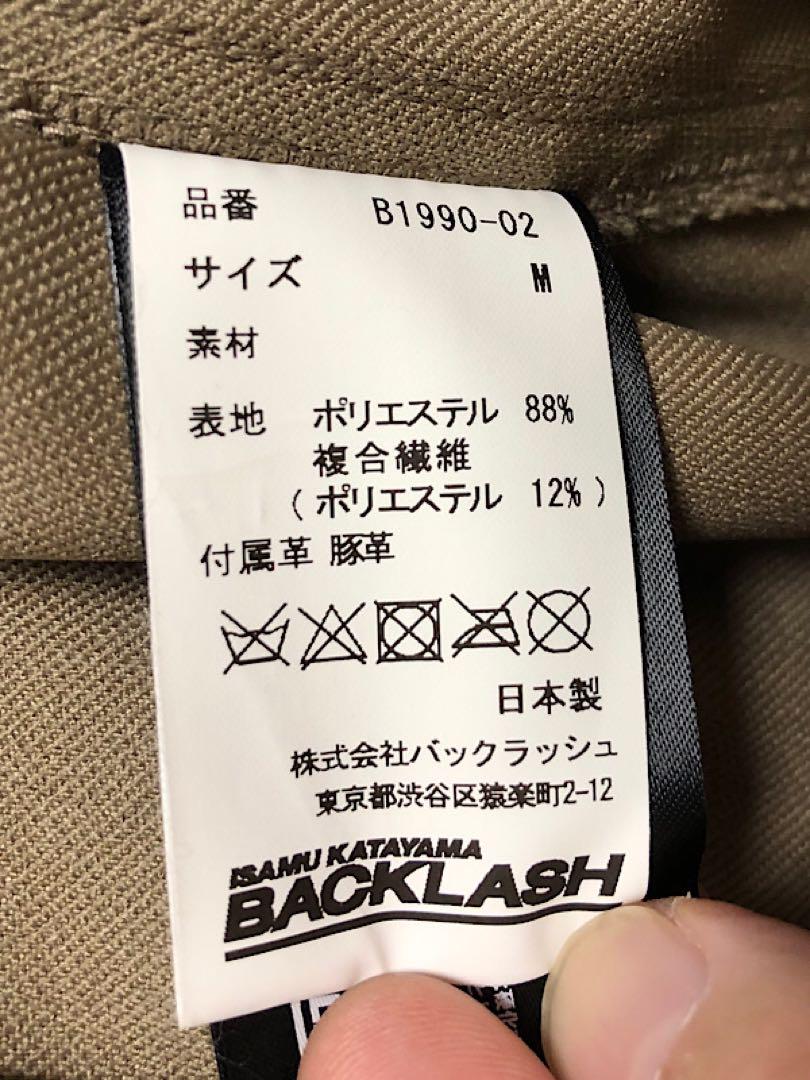 品番 B1990-02
サイズ M
素材
表地 ポリエステル 88%
複合繊維
(ポリエステル 12%)
付属革 豚革
日本製
株式会社バックラッシュ
東京都渋谷区猿楽町2-12
ISAMU KATAYAMA
BACKLASH